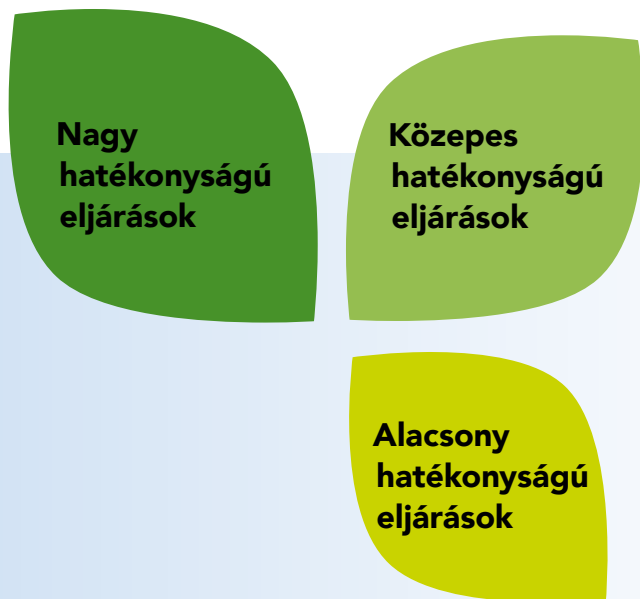 Nagy
hatékonyságú
eljárások
Közepes
hatékonyságú
eljárások
Alacsony
hatékonyságú
eljárások